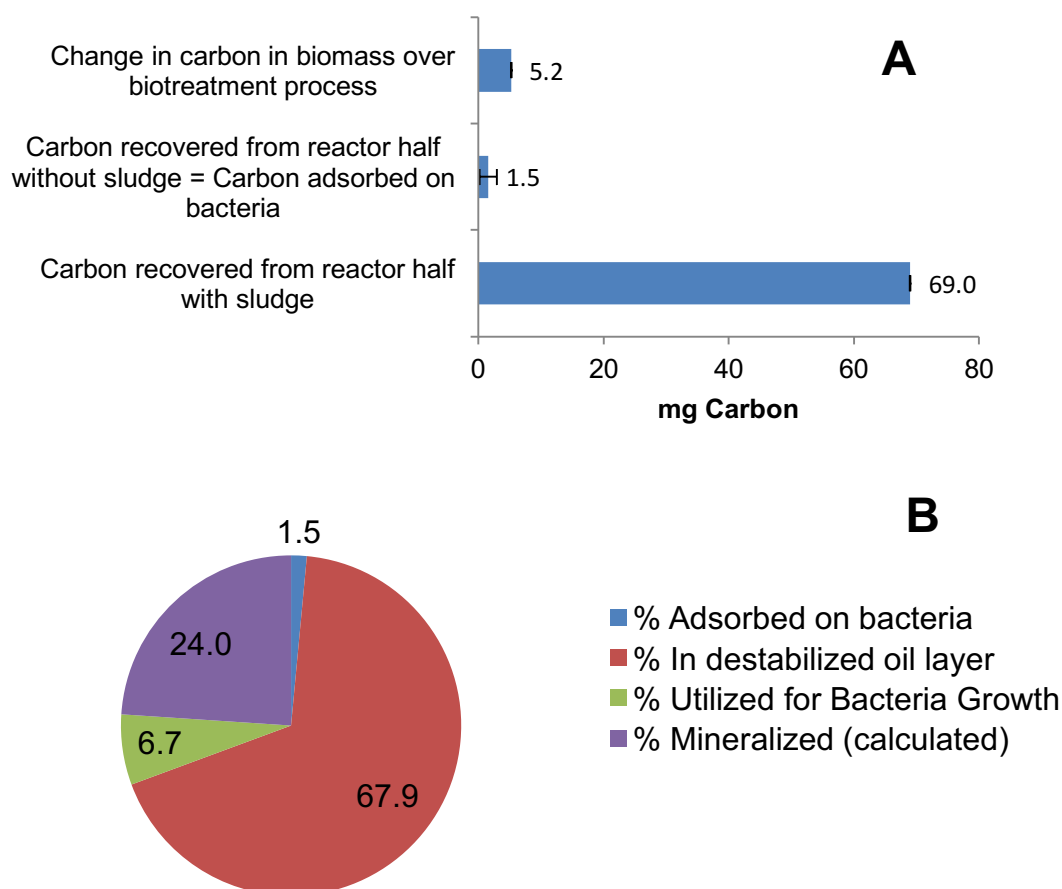 A
Change in carbon in biomass over
biotreatment process
5.2
Carbon recovered from reactor half
without sludge = Carbon adsorbed on
bacteria
1.5
Carbon recovered from reactor half
with sludge
69.0
0 20 40 60 80
mg Carbon
B
1.5
24.0
6.7
67.9
% Adsorbed on bacteria
% In destabilized oil layer
% Utilized for Bacteria Growth
% Mineralized (calculated)